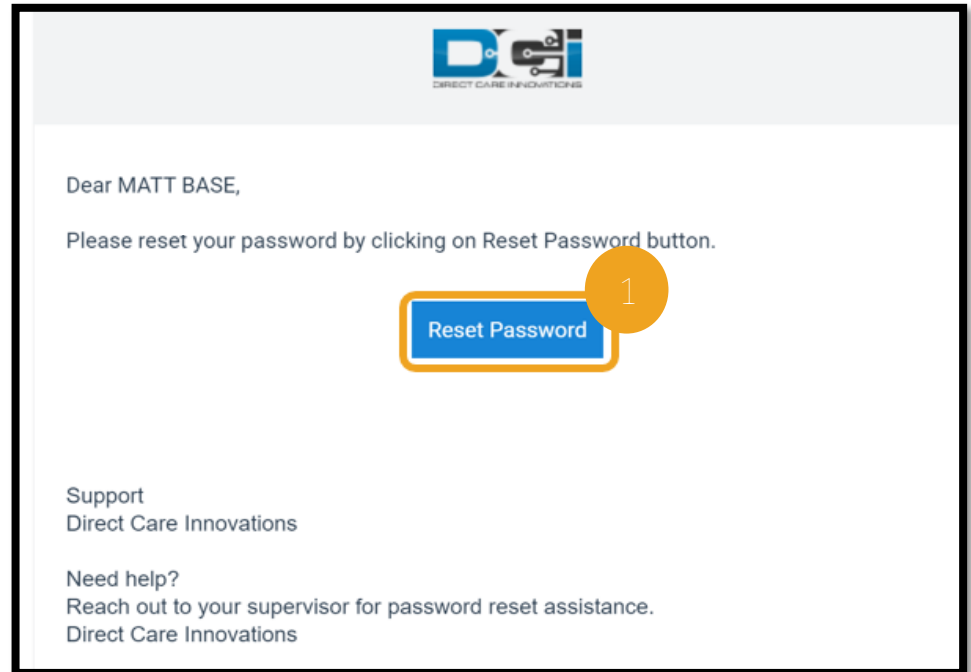 DCI
DIRECT CARE INNOVATIONS
Dear MATT BASE,
Please reset your password by clicking on Reset Password button.
1
Reset Password
Support
Direct Care Innovations
Need help?
Reach out to your supervisor for password reset assistance.
Direct Care Innovations